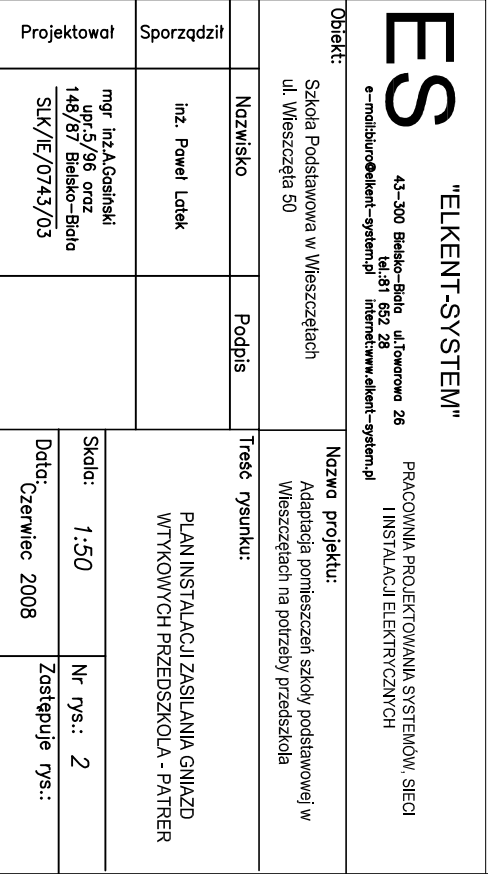 ES
"ELKENT-SYSTEM"
43-300 Bielsko-Biała ul.Towarowa 26
tel.:81 652 28
e-mail:biuro@elkent-system.pl internet:www.elkent-system.pl
PRACOWNIA PROJEKTOWANIA SYSTEMÓW, SIECI
I INSTALACJI ELEKTRYCZNYCH
Obiekt:
Szkoła Podstawowa w Wieszczętach
ul. Wieszczęta 50
Nazwa projektu:
Adaptacja pomieszczeń szkoły podstawowej w
Wieszczętach na potrzeby przedszkola
Nazwisko
Podpis
Sporządził
inż. Paweł Latek
Projektował
mgr inż.A.Gasiński
upr.5/96 oraz
148/87 Bielsko-Biała
SLK/IE/0743/03
Treść rysunku:
PLAN INSTALACJI ZASILANIA GNIAZD
WTYKOWYCH PRZEDSZKOLA - PATRER
Skala: 1:50
Nr rys.: 2
Data:
Czerwiec 2008
Zastępuje rys.: